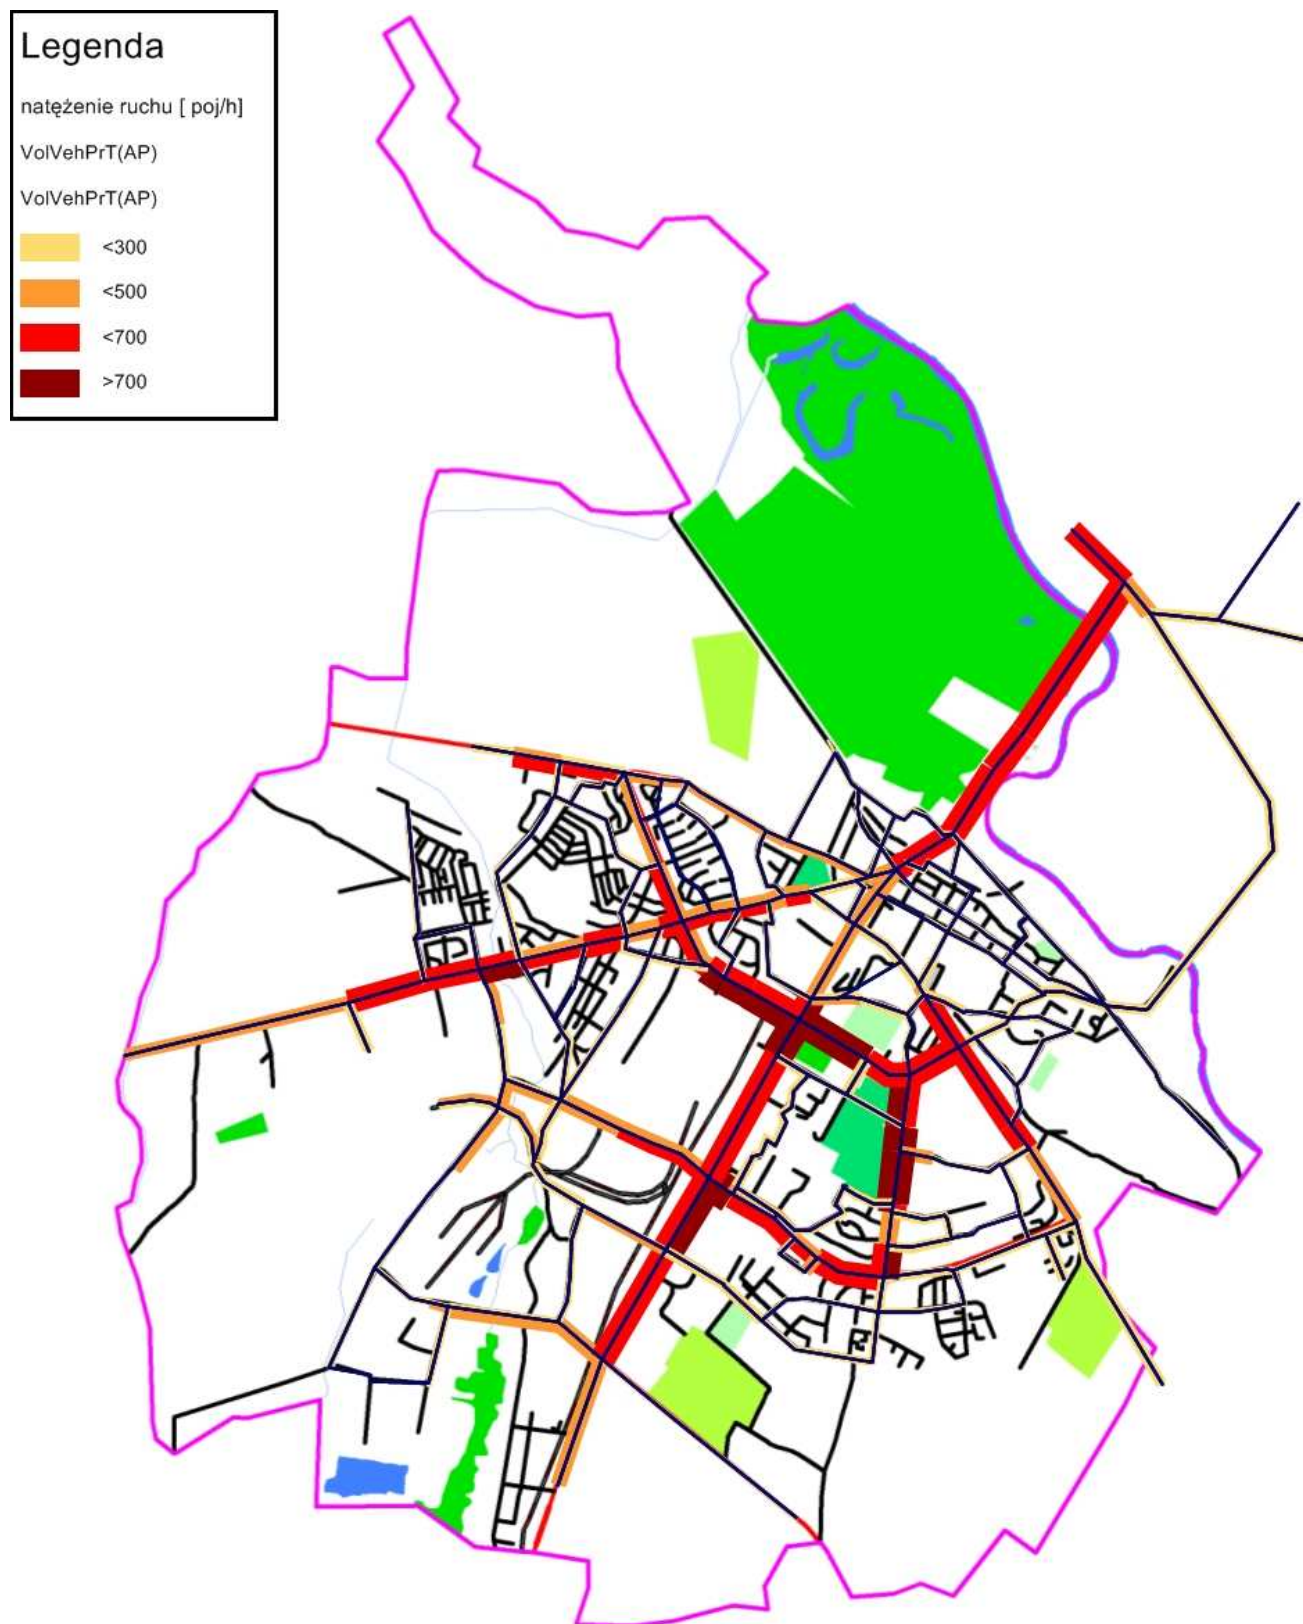 Legenda
natężenie ruchu [ poj/h]
VolVehPrT(AP)
VolVehPrT(AP)
<300
<500
<700
>700